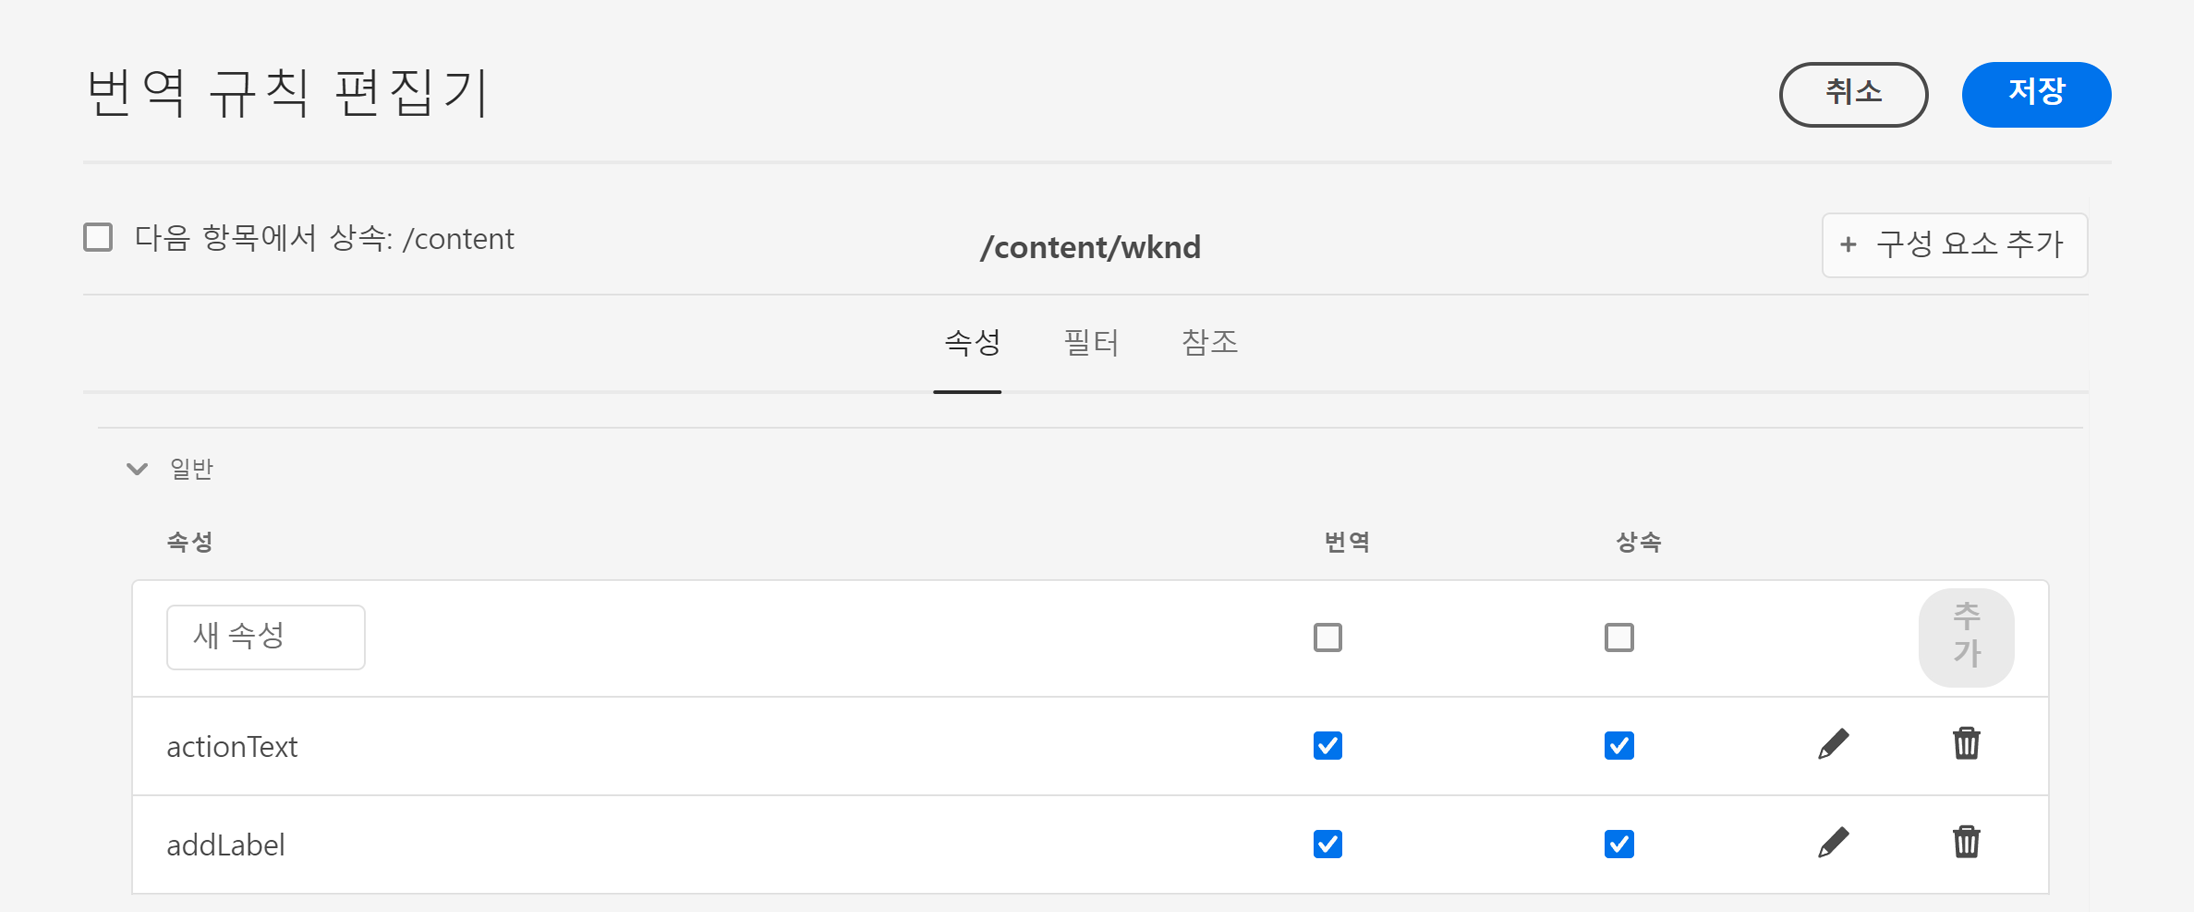 번역 규칙 편집기
취소
저장
다음 항목에서 상속: /content
/content/wknd
+ 구성 요소 추가
속성
필터
참조
일반
속성
번역
상속
새 속성
추
가
actionText
addLabel